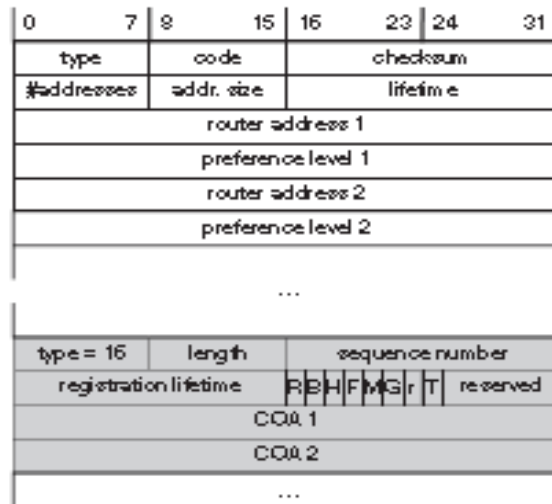 0 7 8 15 16 23 24 31
type code checksum
#addresses addr. size lifetime
router address 1
preference level 1
router address 2
preference level 2
...
type = 16 length sequence number
registration lifetime R B H F M G r T reserved
COA 1
COA 2
...